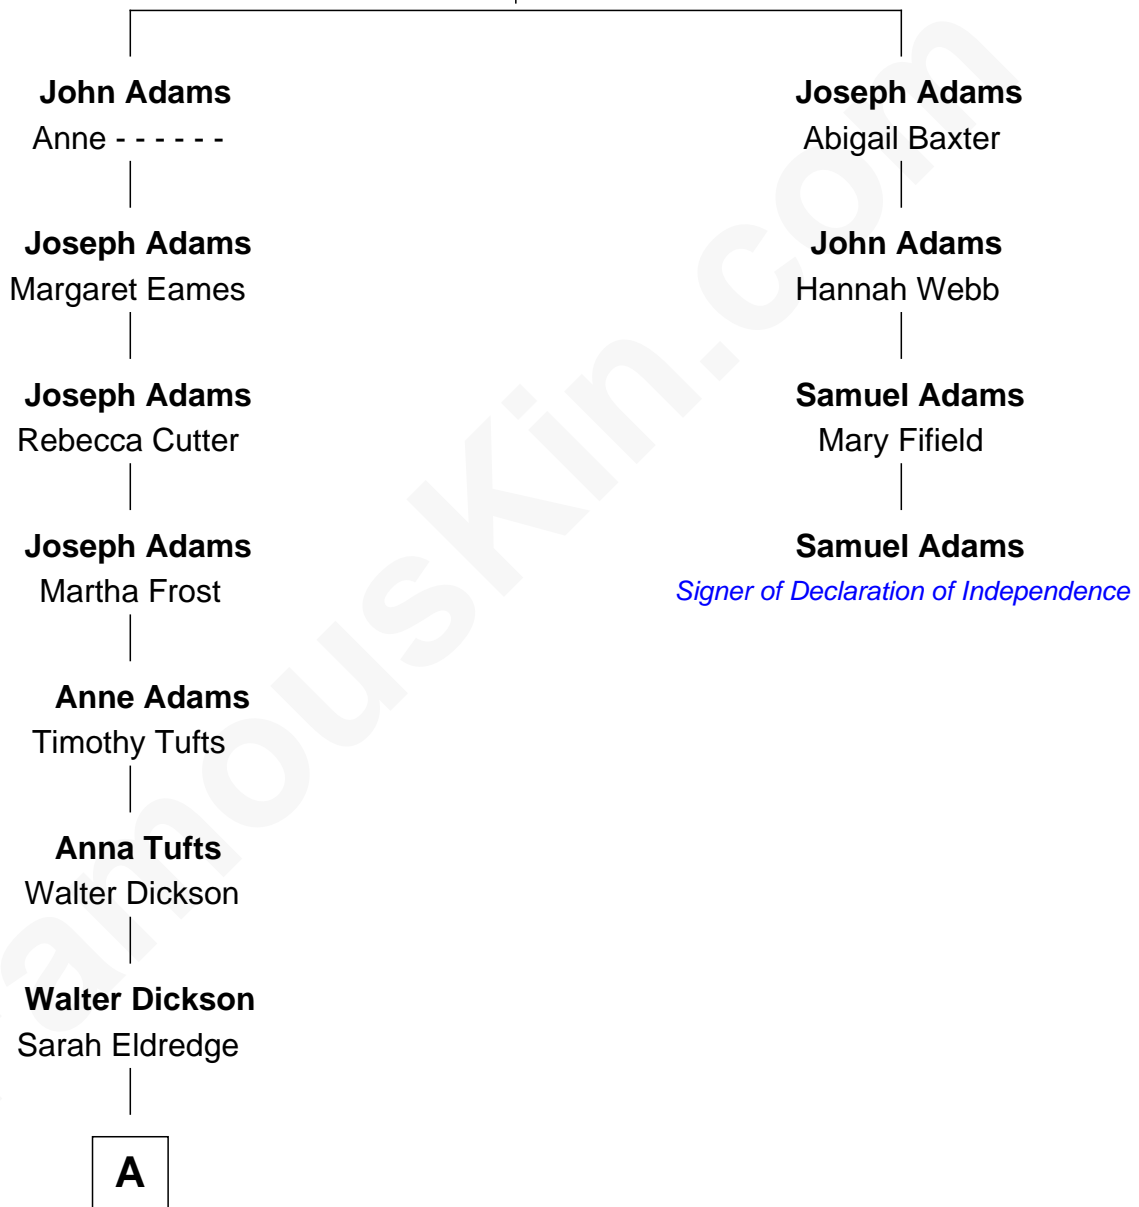 John Adams
Anne - - - - - -
Joseph Adams
Abigail Baxter
Joseph Adams
Margaret Eames
John Adams
Hannah Webb
Joseph Adams
Rebecca Cutter
Samuel Adams
Mary Fifield
Joseph Adams
Martha Frost
Samuel Adams
Signer of Declaration of Independence
Anne Adams
Timothy Tufts
Anna Tufts
Walter Dickson
Walter Dickson
Sarah Eldredge
A
famouskin.com